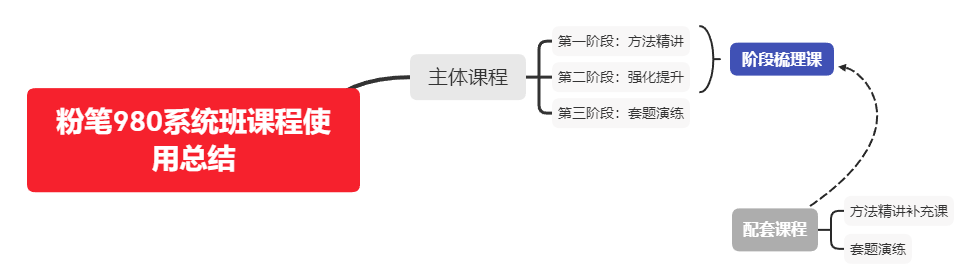 粉笔980系统班课程使
用总结
主体课程
第一阶段：方法精讲
第二阶段：强化提升
第三阶段：套题演练
阶段梳理课
配套课程
方法精讲补充课
套题演练